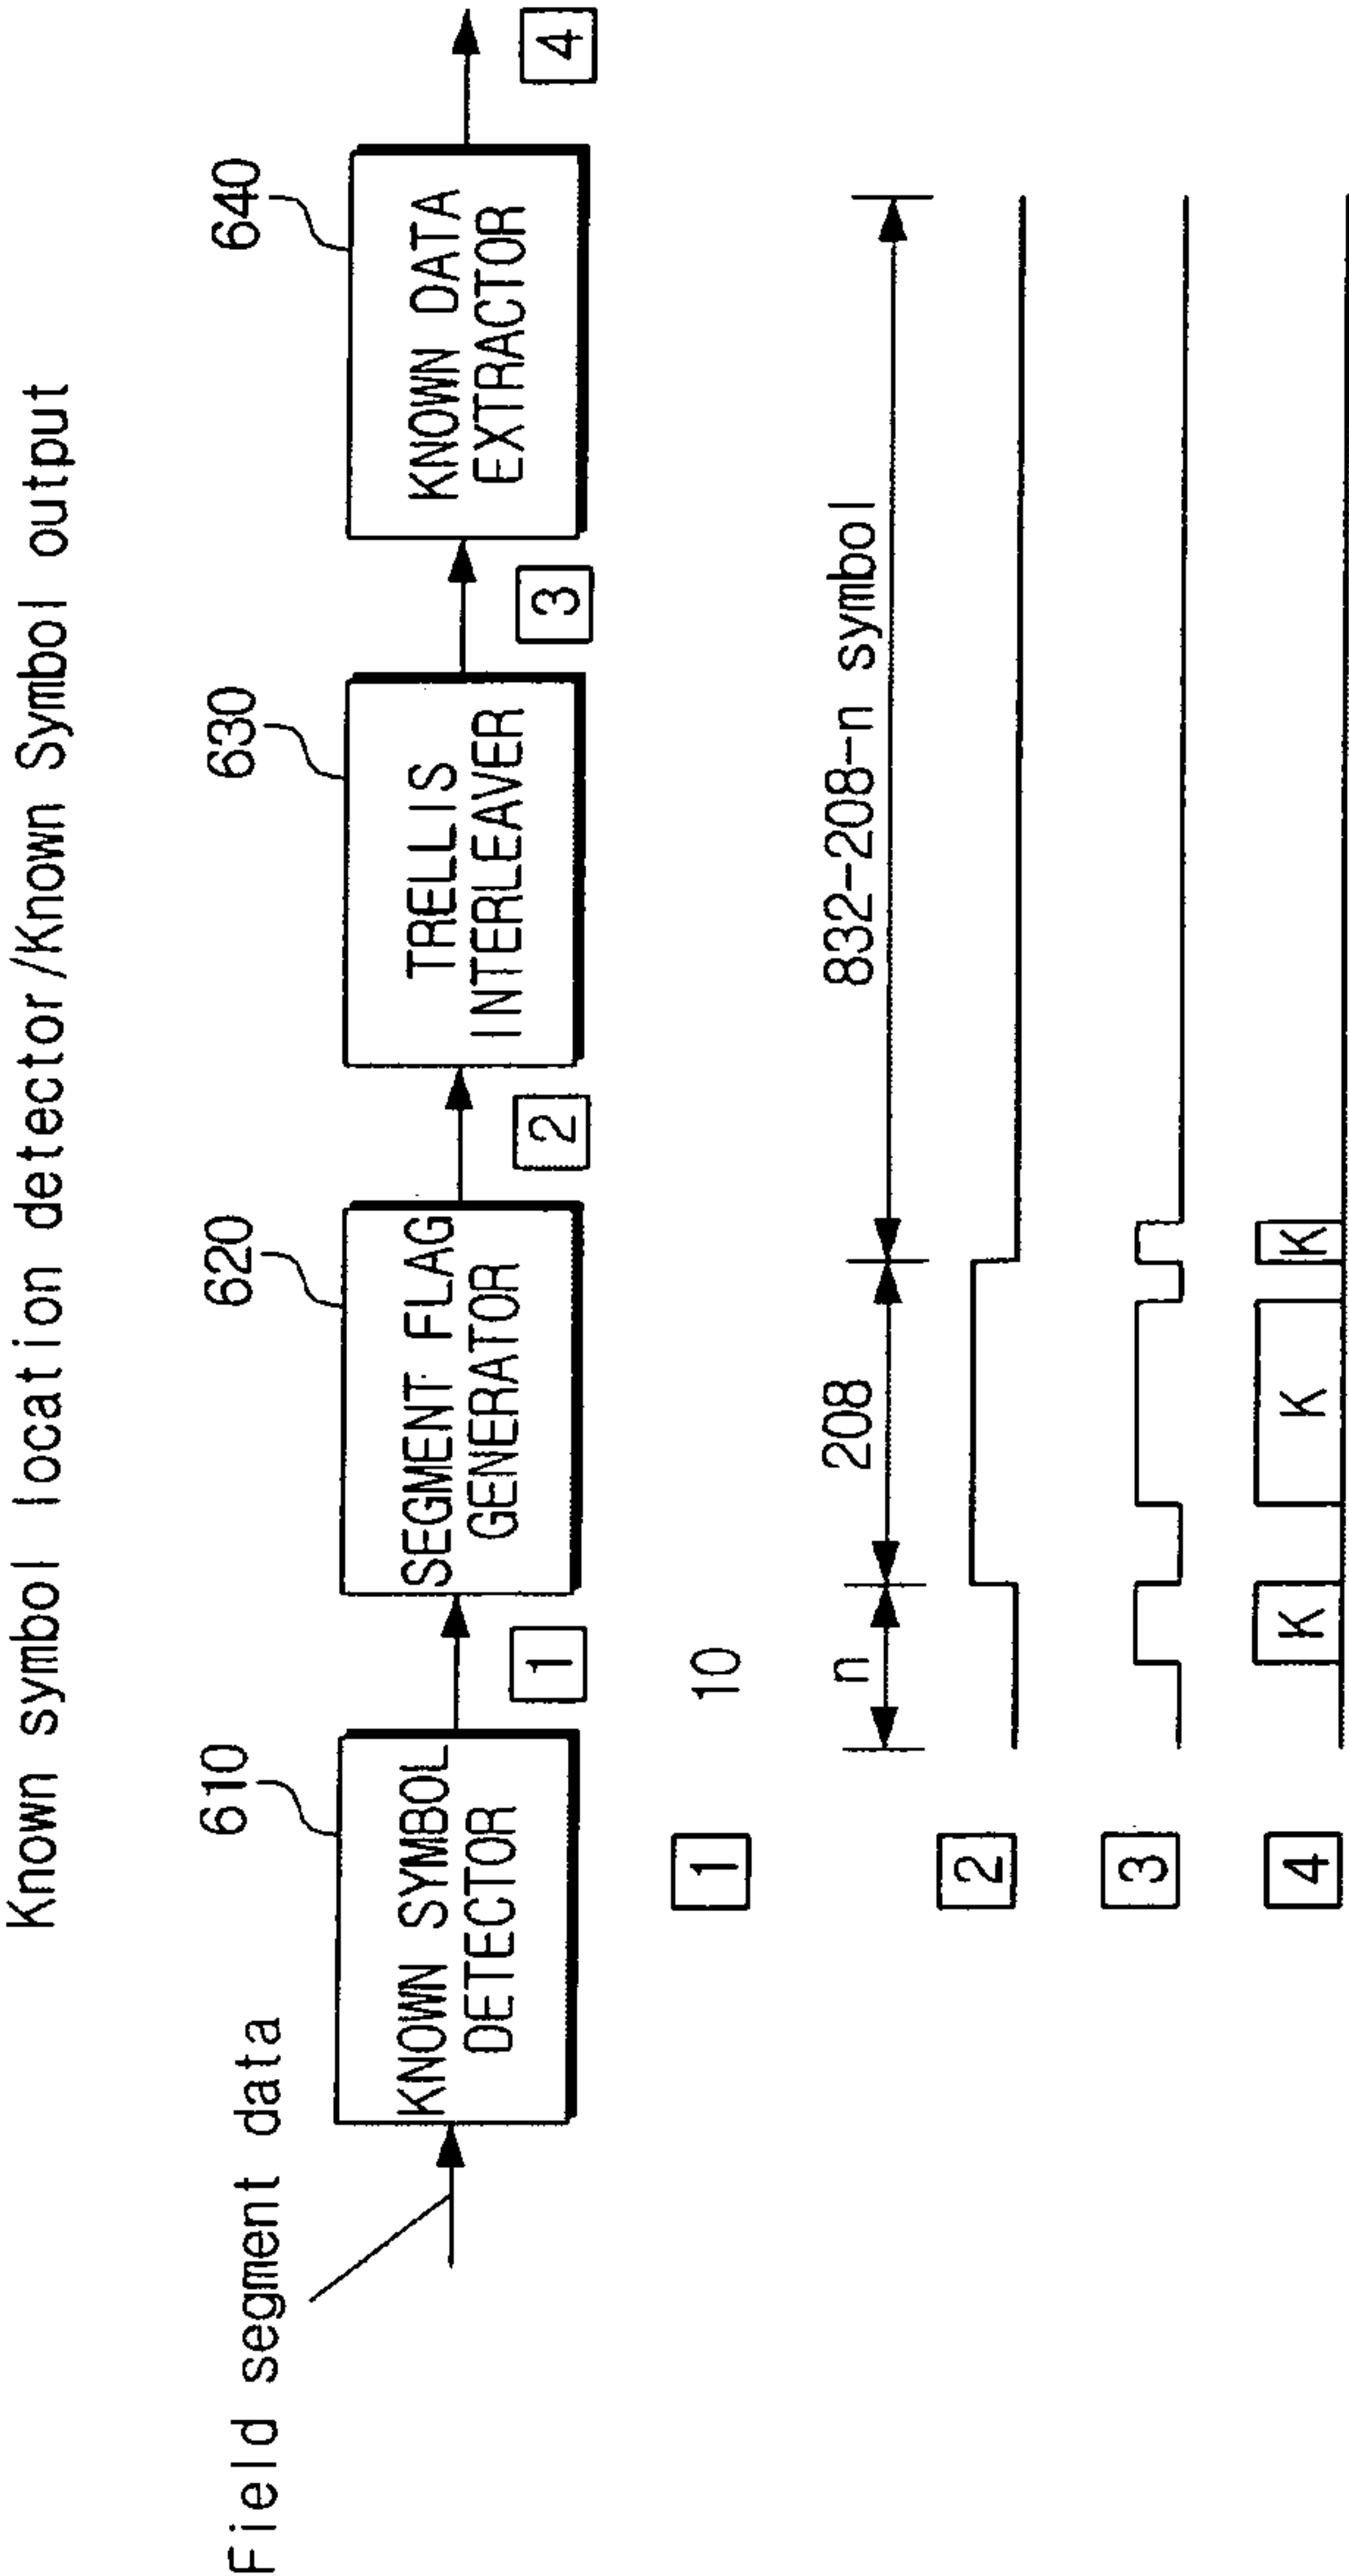 Known symbol location detector/Known Symbol output
Field segment data
610
KNOWN SYMBOL
DETECTOR
1
620
SEGMENT FLAG
GENERATOR
2
630
TRELLIS
INTERLEAVER
3
640
KNOWN DATA
EXTRACTOR
4
1
10
n
208
832-208-n symbol
2
3
4
K
K
K